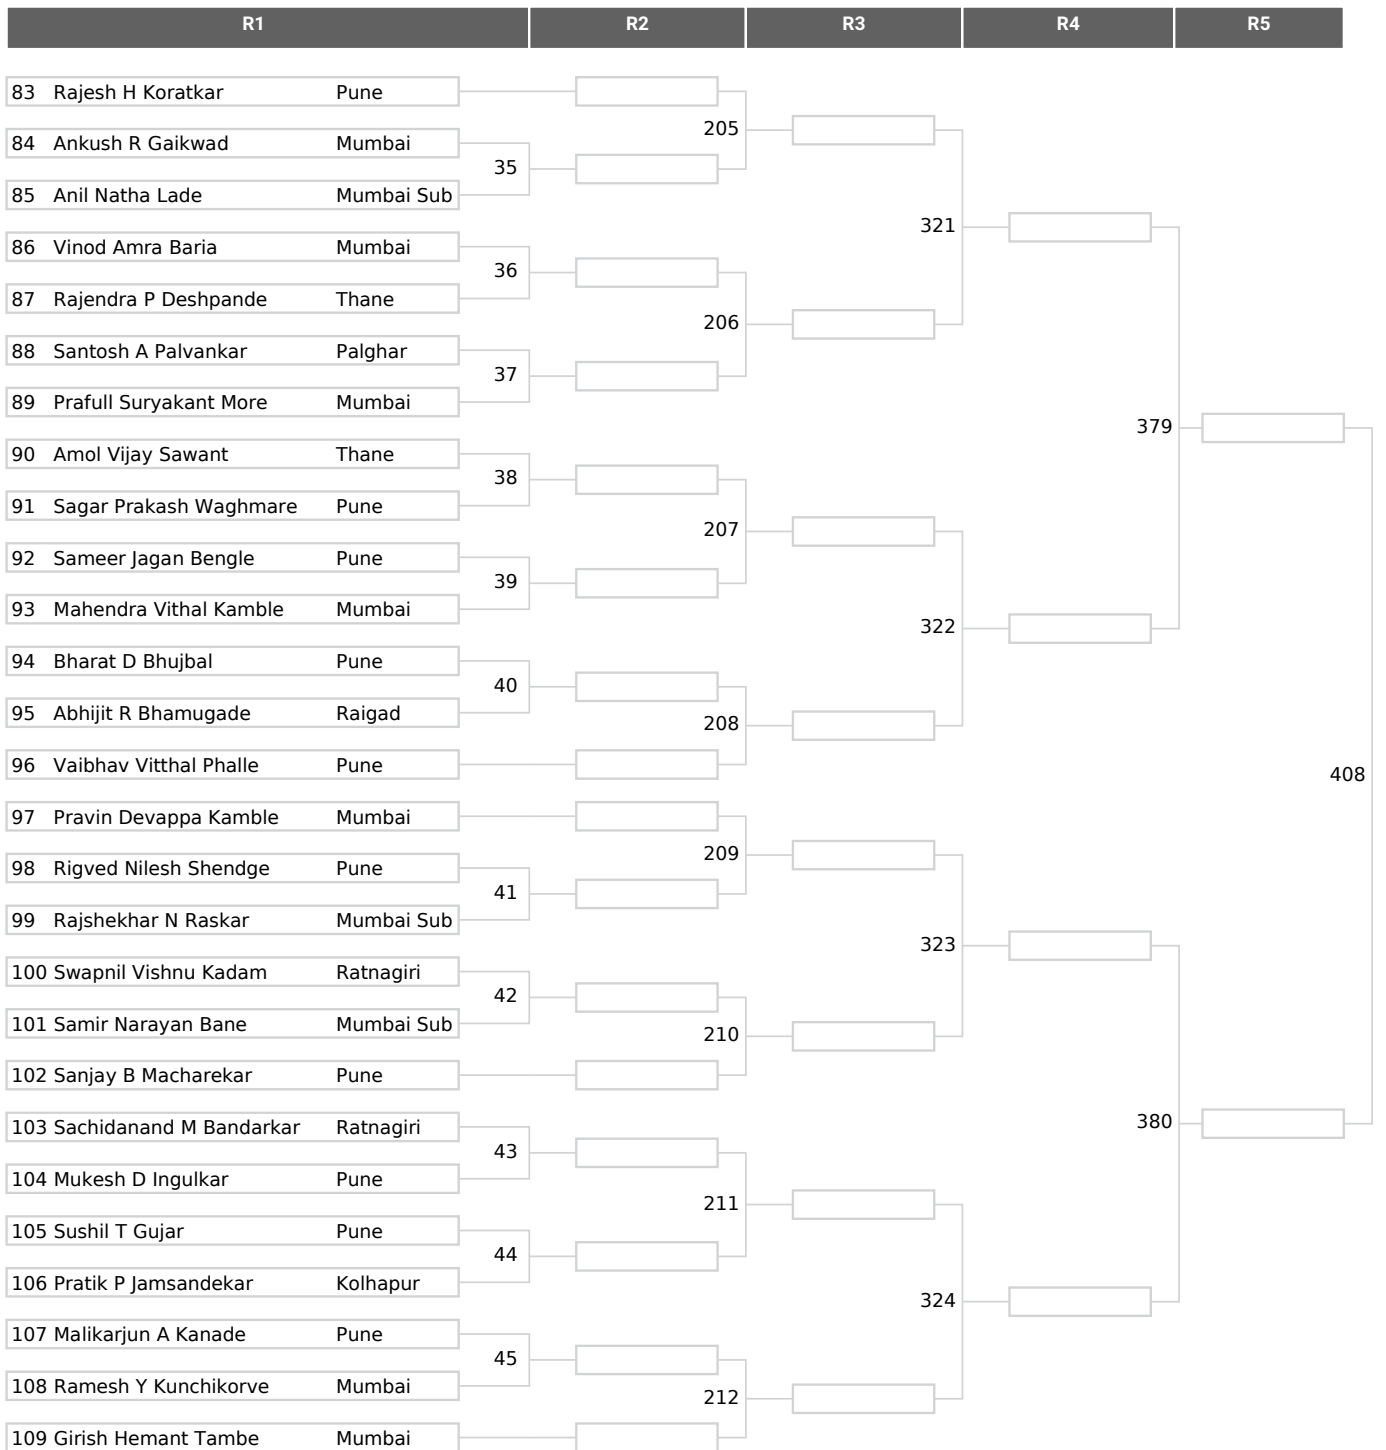 R1 R2 R3 R4 R5
83 Rajesh H Koratkar Pune
205
84 Ankush R Gaikwad Mumbai
35
85 Anil Natha Lade Mumbai Sub
321
86 Vinod Amra Baria Mumbai
36
87 Rajendra P Deshpande Thane
206
88 Santosh A Palvankar Palghar
37
89 Prafull Suryakant More Mumbai
379
90 Amol Vijay Sawant Thane
38
91 Sagar Prakash Waghmare Pune
207
92 Sameer Jagan Bengle Pune
39
93 Mahendra Vithal Kamble Mumbai
322
94 Bharat D Bhujbal Pune
40
95 Abhijit R Bhamugade Raigad
208
96 Vaibhav Vitthal Phalle Pune
408
97 Pravin Devappa Kamble Mumbai
209
98 Rigved Nilesh Shendge Pune
41
99 Rajshekhar N Raskar Mumbai Sub
323
100 Swapnil Vishnu Kadam Ratnagiri
42
101 Samir Narayan Bane Mumbai Sub
210
102 Sanjay B Macharekar Pune
380
103 Sachidanand M Bandarkar Ratnagiri
43
104 Mukesh D Ingulkar Pune
211
105 Sushil T Gujar Pune
44
106 Pratik P Jamsandekar Kolhapur
324
107 Malikarjun A Kanade Pune
45
108 Ramesh Y Kunchikorve Mumbai
212
109 Girish Hemant Tambe Mumbai